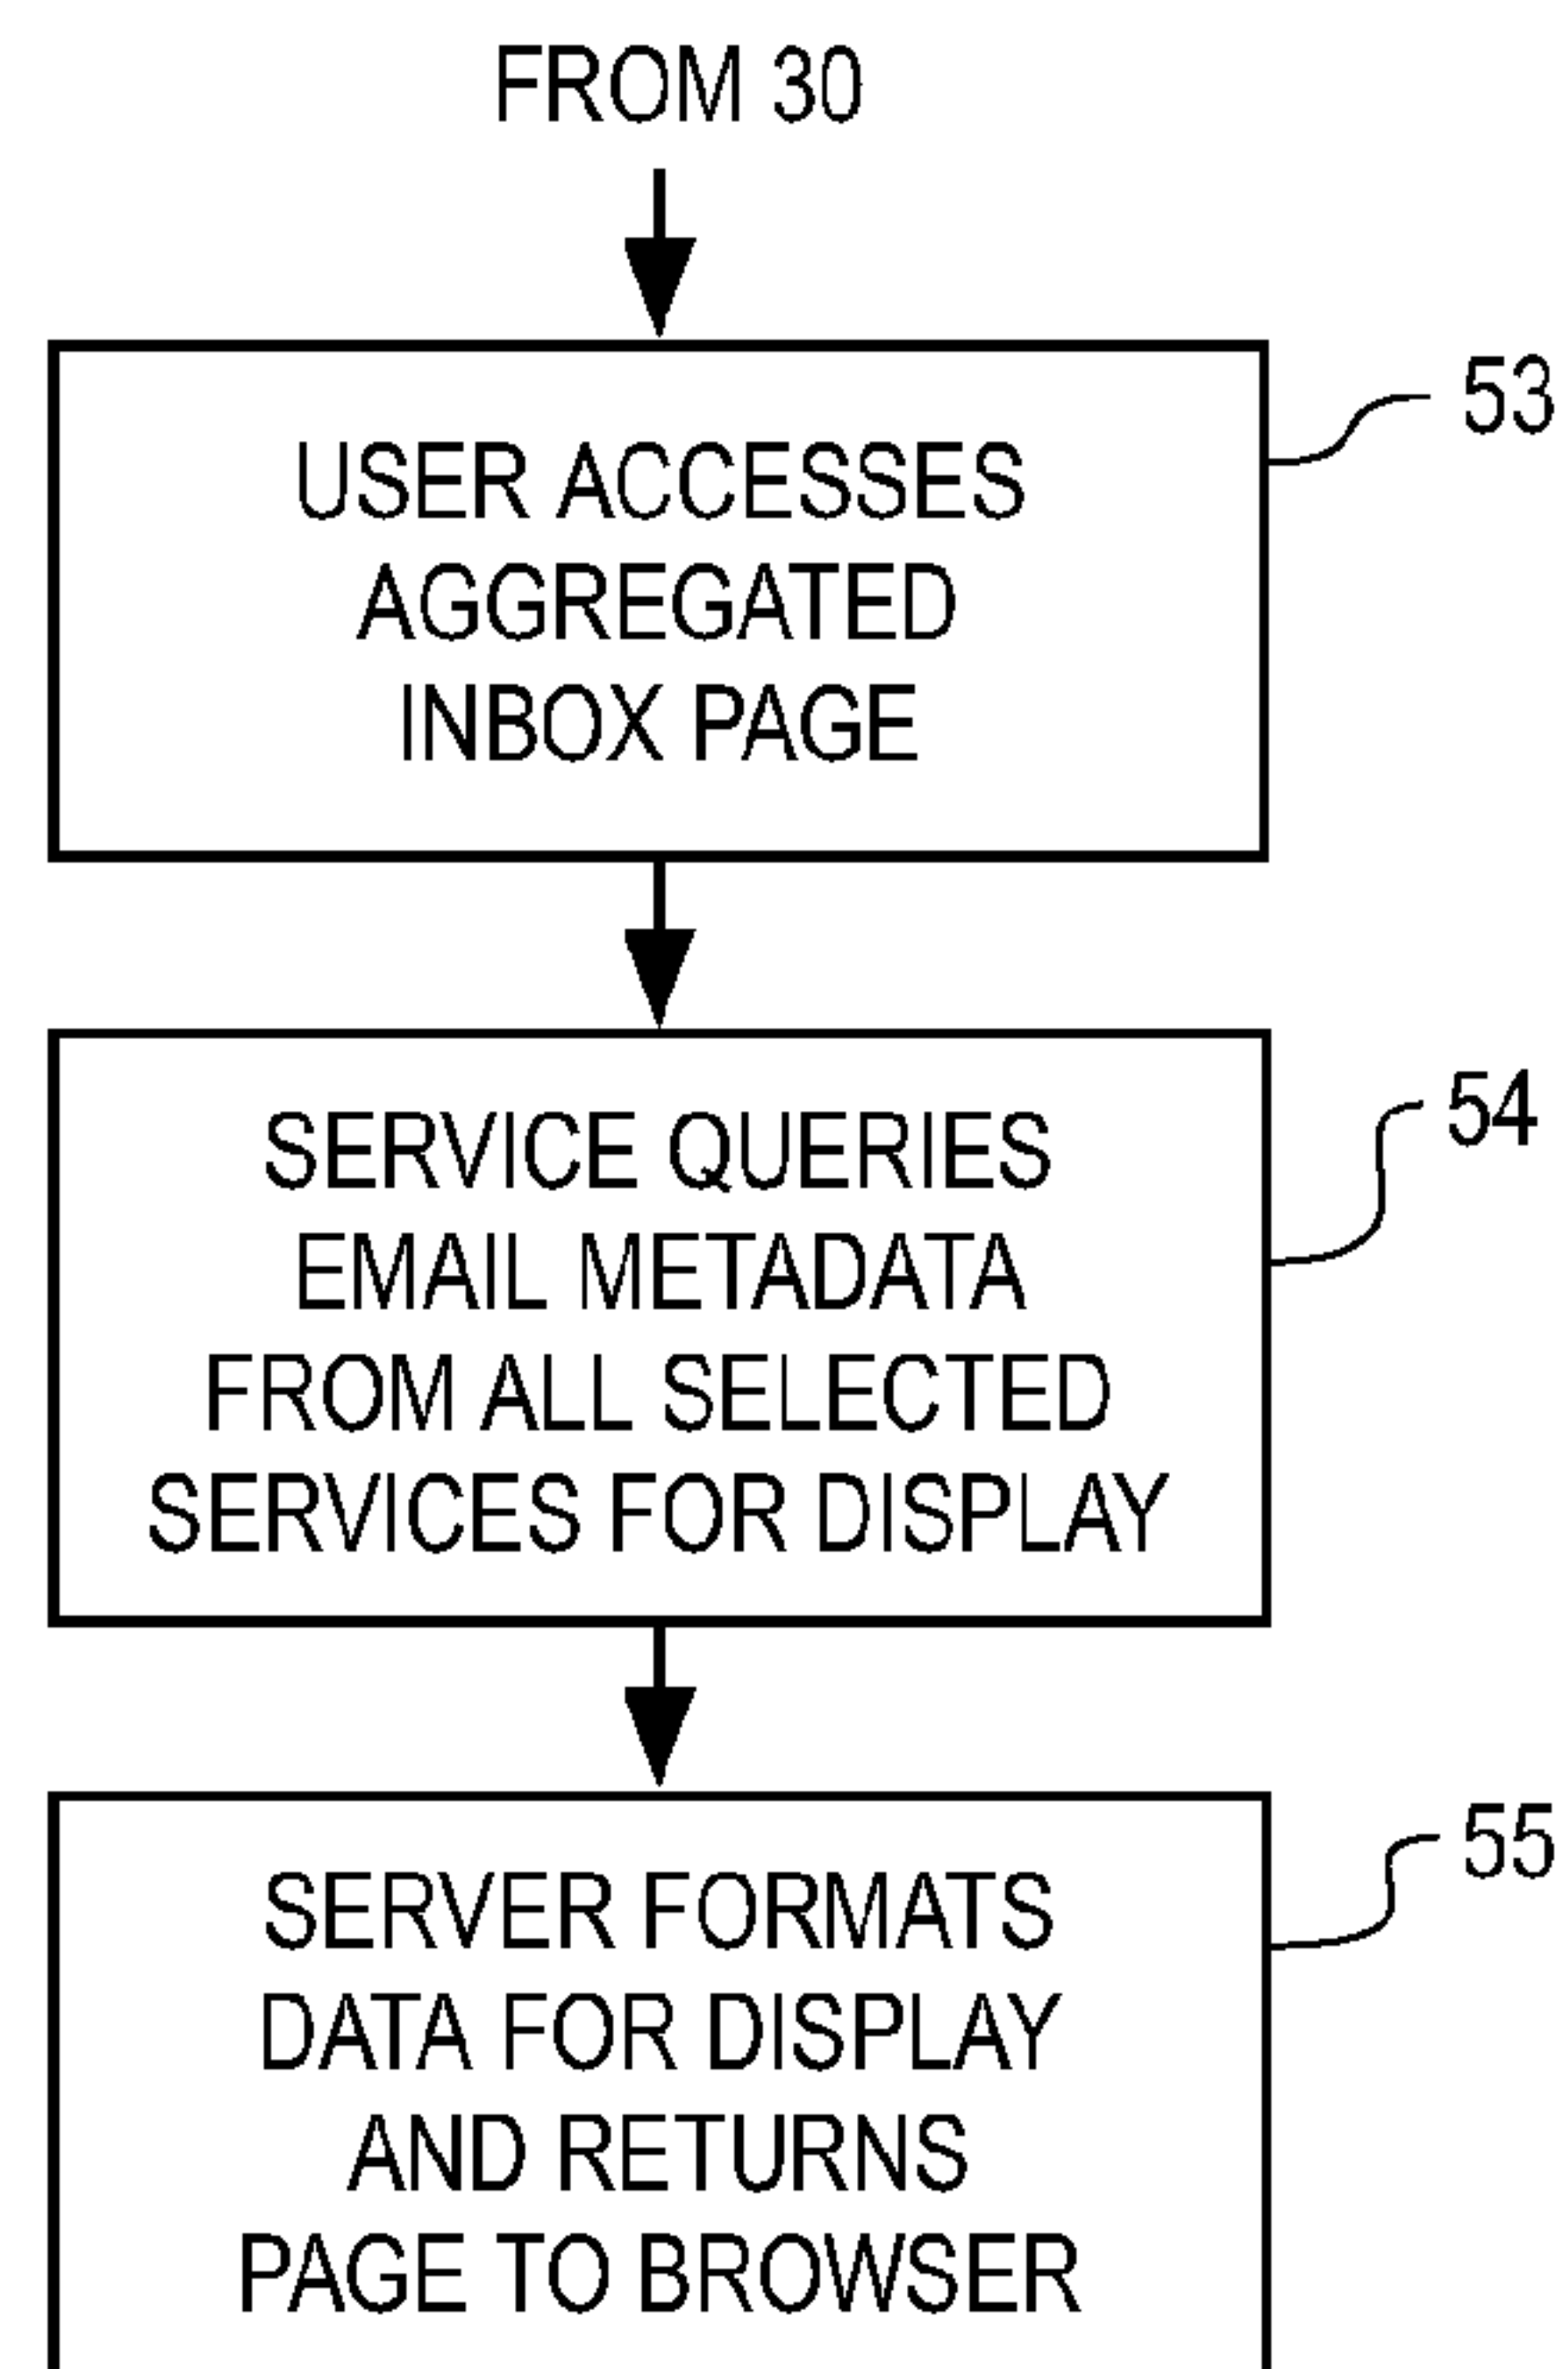 FROM 30
53
USER ACCESSES
AGGREGATED
INBOX PAGE
54
SERVICE QUERIES
EMAIL METADATA
FROM ALL SELECTED
SERVICES FOR DISPLAY
55
SERVER FORMATS
DATA FOR DISPLAY
AND RETURNS
PAGE TO BROWSER